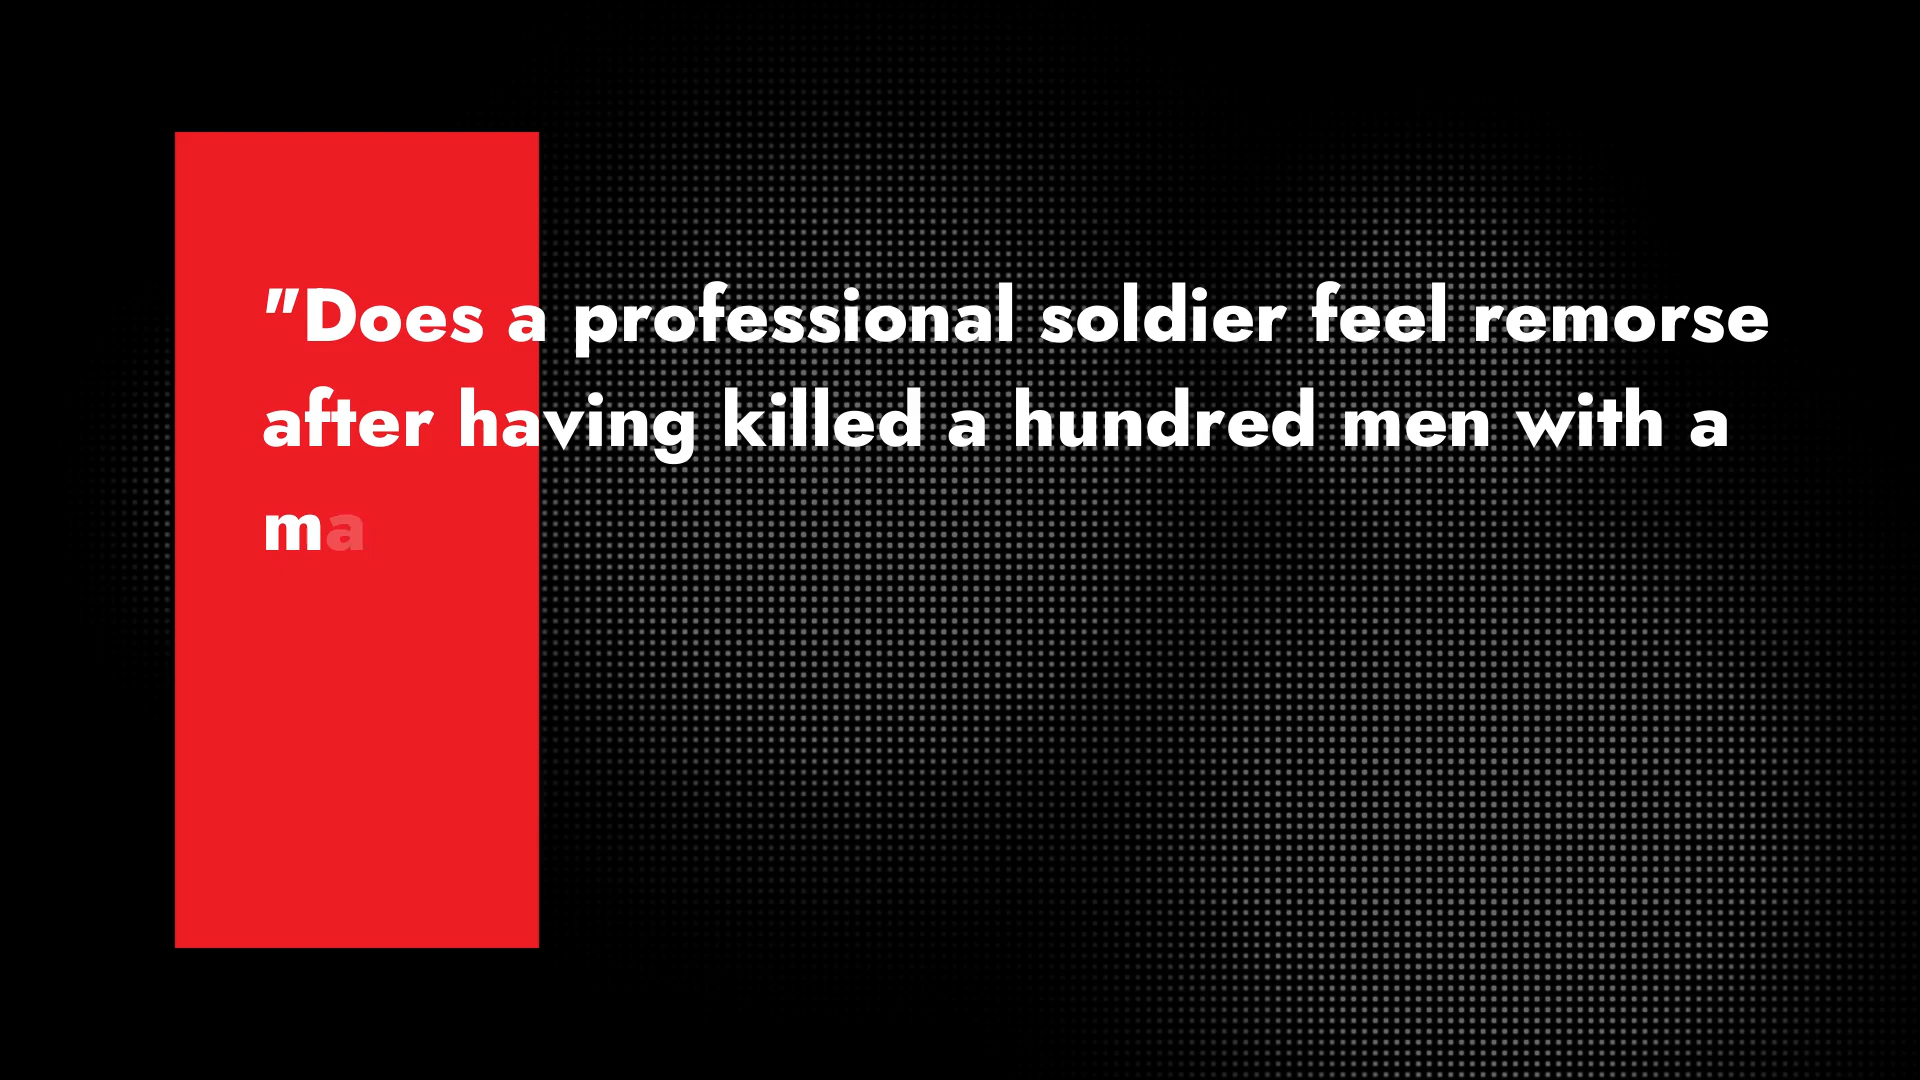 "Does a professional soldier feel remorse
after having killed a hundred men with a
ma